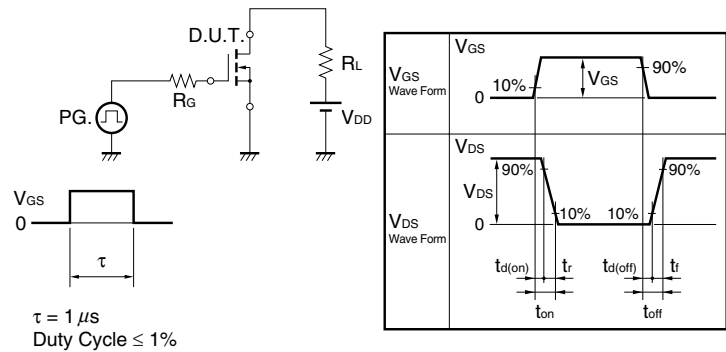 D.U.T.
RL
RG
PG.
VDD
VGS
0
τ
τ = 1 μs
Duty Cycle ≤ 1%
VGS
Wave Form
VGS
10%
0
VGS
90%
VDS
Wave Form
VDS
90%
VDS
0
10%
10%
90%
td(on)
tr
td(off)
tf
ton
toff